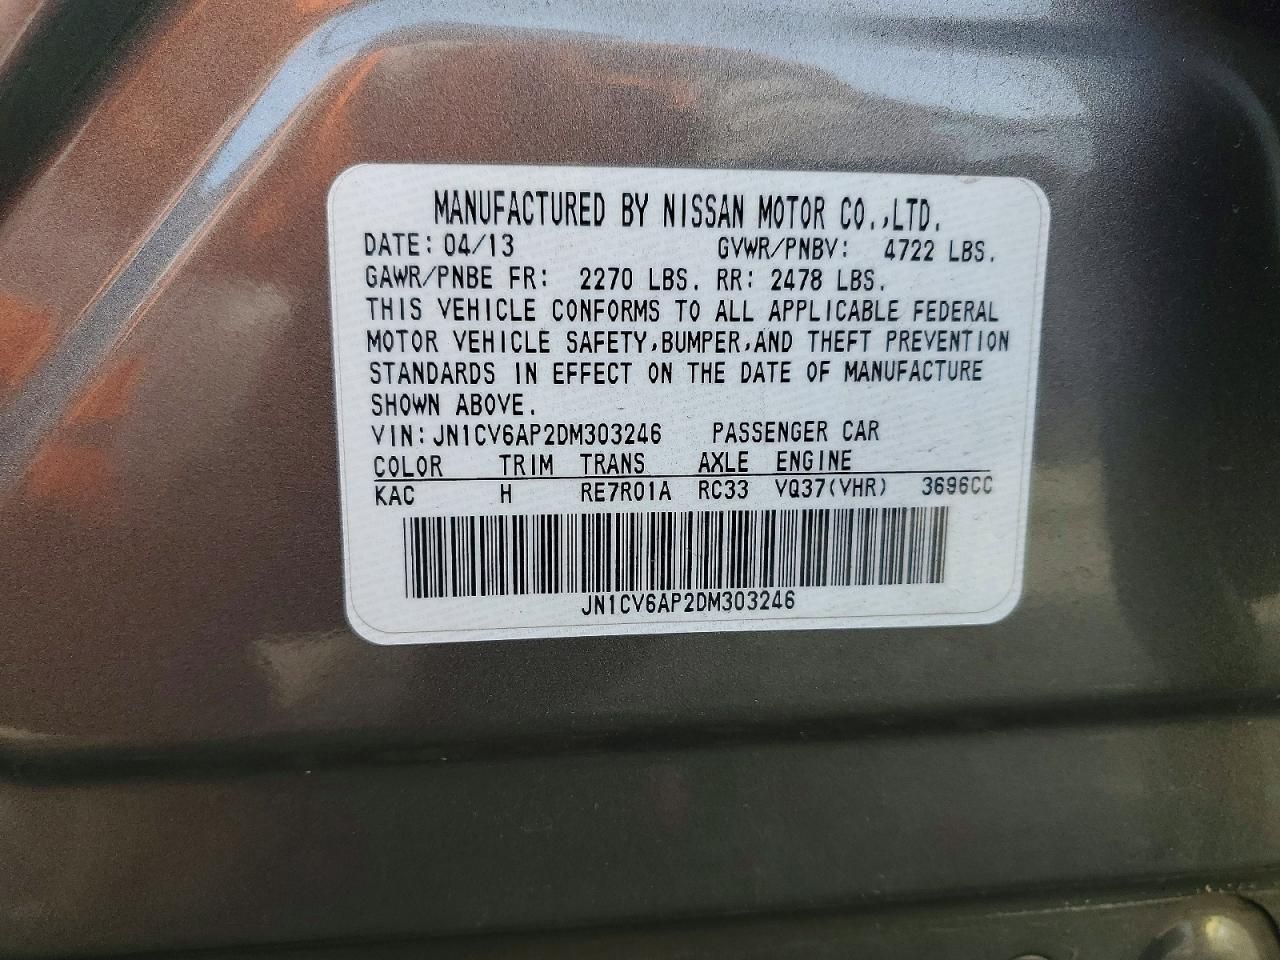 MANUFACTURED BY NISSAN MOTOR CO.,LTD.
DATE: 04/13 GVWR/PNBV: 4722 LBS.
GAWR/PNBE FR: 2270 LBS. RR: 2478 LBS.
THIS VEHICLE CONFORMS TO ALL APPLICABLE FEDERAL
MOTOR VEHICLE SAFETY,BUMPER,AND THEFT PREVENTION
STANDARDS IN EFFECT ON THE DATE OF MANUFACTURE
SHOWN ABOVE.
VIN: JN1CV6AP2DM303246 PASSENGER CAR
COLOR TRIM TRANS AXLE ENGINE
KAC H RE7R01A RC33 VQ37(VHR) 3696CC
JN1CV6AP2DM303246